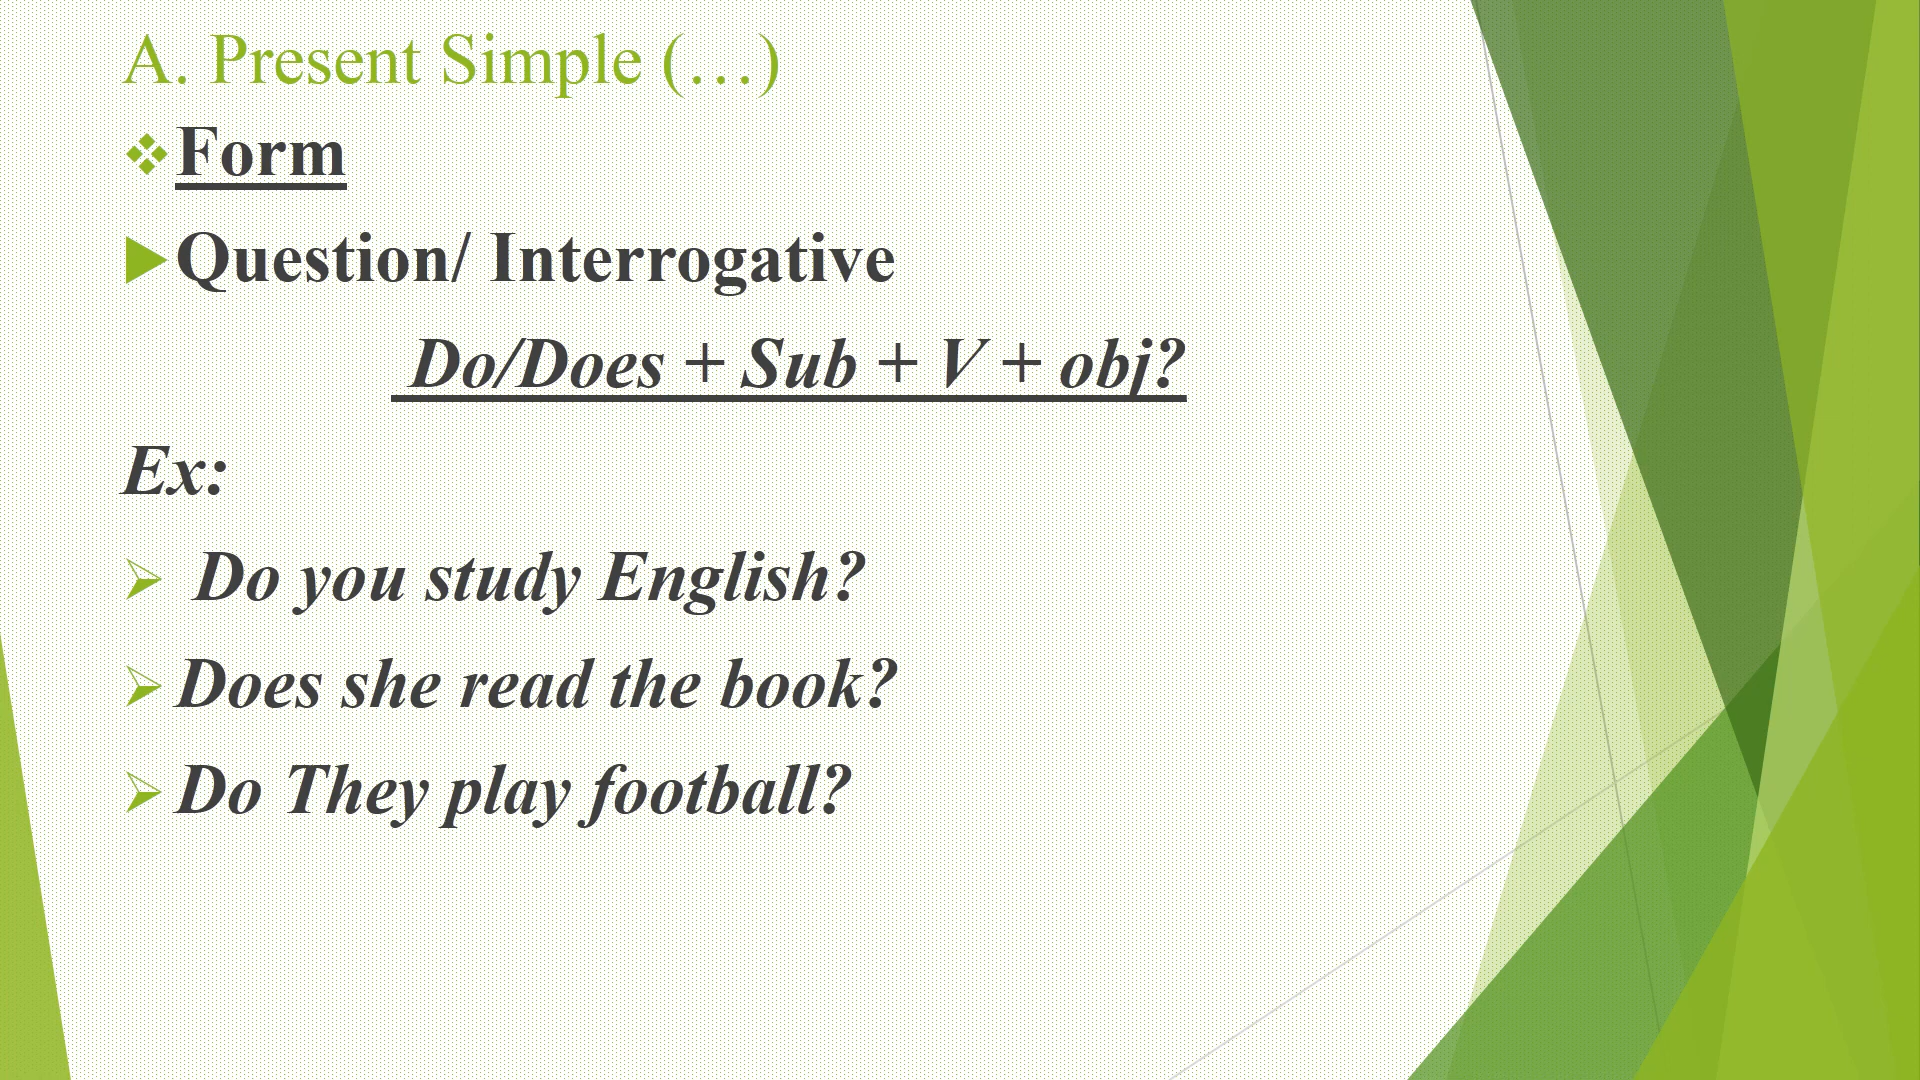 A. Present Simple (…)
Form
Question/ Interrogative
Do/Does + Sub + V + obj?
Ex:
Do you study English?
Does she read the book?
Do They play football?